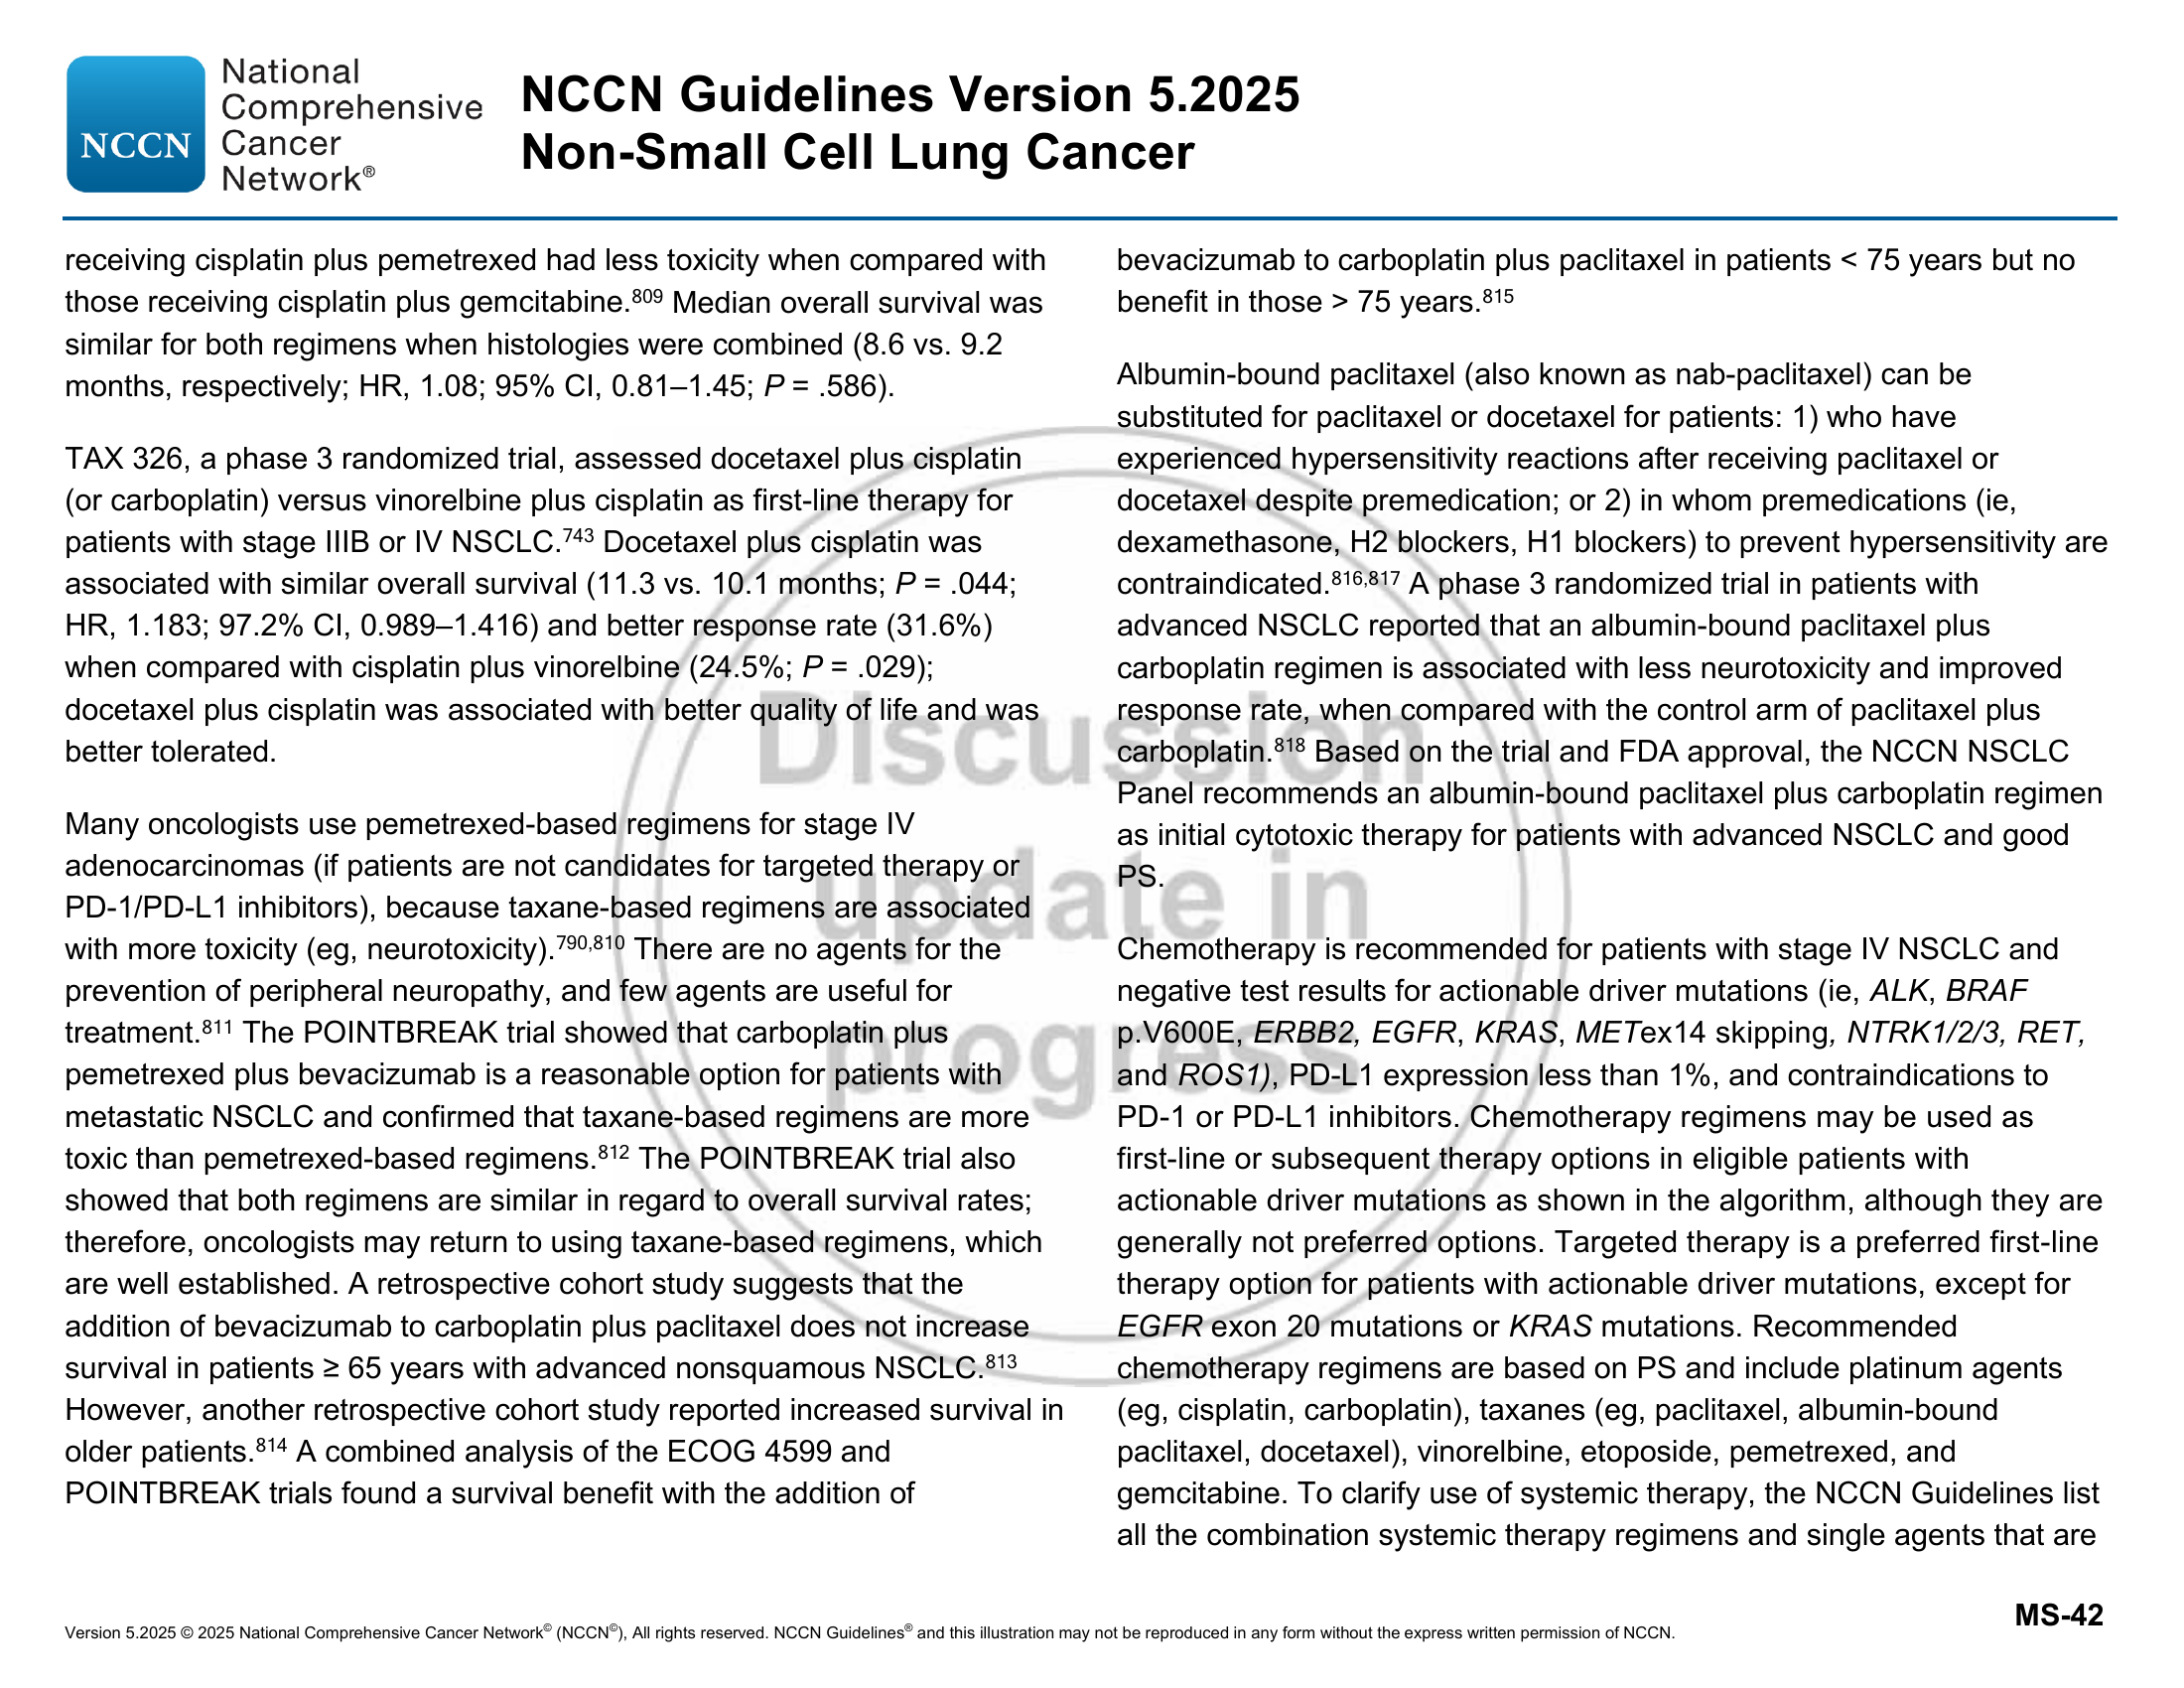 NCCN
National
Comprehensive
Cancer
Network®
NCCN Guidelines Version 5.2025
Non-Small Cell Lung Cancer
receiving cisplatin plus pemetrexed had less toxicity when compared with
those receiving cisplatin plus gemcitabine.809 Median overall survival was
similar for both regimens when histologies were combined (8.6 vs. 9.2
months, respectively; HR, 1.08; 95% CI, 0.81–1.45; P = .586).
TAX 326, a phase 3 randomized trial, assessed docetaxel plus cisplatin
(or carboplatin) versus vinorelbine plus cisplatin as first-line therapy for
patients with stage IIIB or IV NSCLC.743 Docetaxel plus cisplatin was
associated with similar overall survival (11.3 vs. 10.1 months; P = .044;
HR, 1.183; 97.2% CI, 0.989–1.416) and better response rate (31.6%)
when compared with cisplatin plus vinorelbine (24.5%; P = .029);
docetaxel plus cisplatin was associated with better quality of life and was
better tolerated.
Many oncologists use pemetrexed-based regimens for stage IV
adenocarcinomas (if patients are not candidates for targeted therapy or
PD-1/PD-L1 inhibitors), because taxane-based regimens are associated
with more toxicity (eg, neurotoxicity).790,810 There are no agents for the
prevention of peripheral neuropathy, and few agents are useful for
treatment.811 The POINTBREAK trial showed that carboplatin plus
pemetrexed plus bevacizumab is a reasonable option for patients with
metastatic NSCLC and confirmed that taxane-based regimens are more
toxic than pemetrexed-based regimens.812 The POINTBREAK trial also
showed that both regimens are similar in regard to overall survival rates;
therefore, oncologists may return to using taxane-based regimens, which
are well established. A retrospective cohort study suggests that the
addition of bevacizumab to carboplatin plus paclitaxel does not increase
survival in patients ≥ 65 years with advanced nonsquamous NSCLC.813
However, another retrospective cohort study reported increased survival in
older patients.814 A combined analysis of the ECOG 4599 and
POINTBREAK trials found a survival benefit with the addition of
bevacizumab to carboplatin plus paclitaxel in patients < 75 years but no
benefit in those > 75 years.815
Albumin-bound paclitaxel (also known as nab-paclitaxel) can be
substituted for paclitaxel or docetaxel for patients: 1) who have
experienced hypersensitivity reactions after receiving paclitaxel or
docetaxel despite premedication; or 2) in whom premedications (ie,
dexamethasone, H2 blockers, H1 blockers) to prevent hypersensitivity are
contraindicated.816,817 A phase 3 randomized trial in patients with
advanced NSCLC reported that an albumin-bound paclitaxel plus
carboplatin regimen is associated with less neurotoxicity and improved
response rate, when compared with the control arm of paclitaxel plus
carboplatin.818 Based on the trial and FDA approval, the NCCN NSCLC
Panel recommends an albumin-bound paclitaxel plus carboplatin regimen
as initial cytotoxic therapy for patients with advanced NSCLC and good
PS.
Chemotherapy is recommended for patients with stage IV NSCLC and
negative test results for actionable driver mutations (ie, ALK, BRAF
p.V600E, ERBB2, EGFR, KRAS, METex14 skipping, NTRK1/2/3, RET,
and ROS1), PD-L1 expression less than 1%, and contraindications to
PD-1 or PD-L1 inhibitors. Chemotherapy regimens may be used as
first-line or subsequent therapy options in eligible patients with
actionable driver mutations as shown in the algorithm, although they are
generally not preferred options. Targeted therapy is a preferred first-line
therapy option for patients with actionable driver mutations, except for
EGFR exon 20 mutations or KRAS mutations. Recommended
chemotherapy regimens are based on PS and include platinum agents
(eg, cisplatin, carboplatin), taxanes (eg, paclitaxel, albumin-bound
paclitaxel, docetaxel), vinorelbine, etoposide, pemetrexed, and
gemcitabine. To clarify use of systemic therapy, the NCCN Guidelines list
all the combination systemic therapy regimens and single agents that are
Discussion
update in
progress
MS-42
Version 5.2025 © 2025 National Comprehensive Cancer Network© (NCCN©), All rights reserved. NCCN Guidelines® and this illustration may not be reproduced in any form without the express written permission of NCCN.